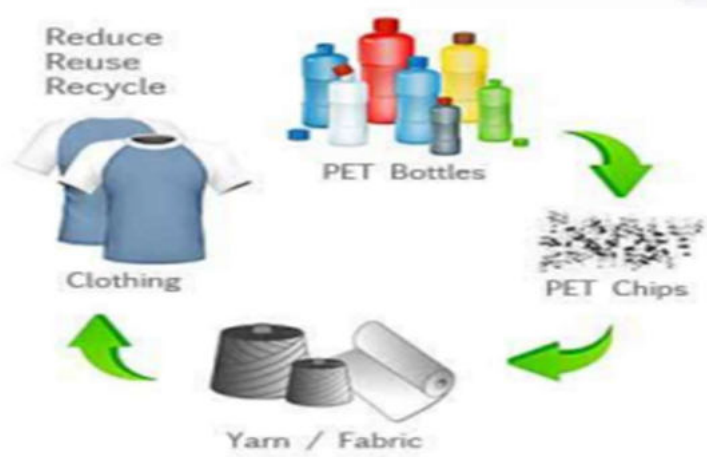 Reduce
Reuse
Recycle
PET Bottles
PET Chips
Clothing
Yarn / Fabric